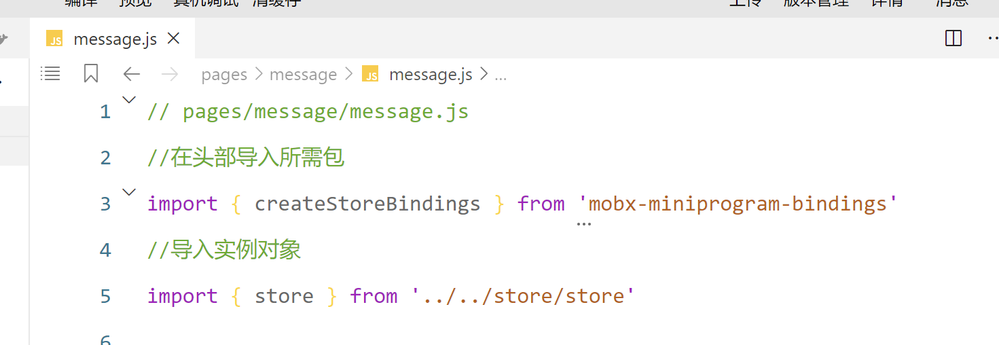 编译 预览 真机调试 清缓存 上传 版本管理 详情 消息
JS message.js
pages > message > JS message.js > ...
1 // pages/message/message.js
2 //在头部导入所需包
3 import { createStoreBindings } from 'mobx-miniprogram-bindings'
4 //导入实例对象
5 import { store } from '../../store/store'
6